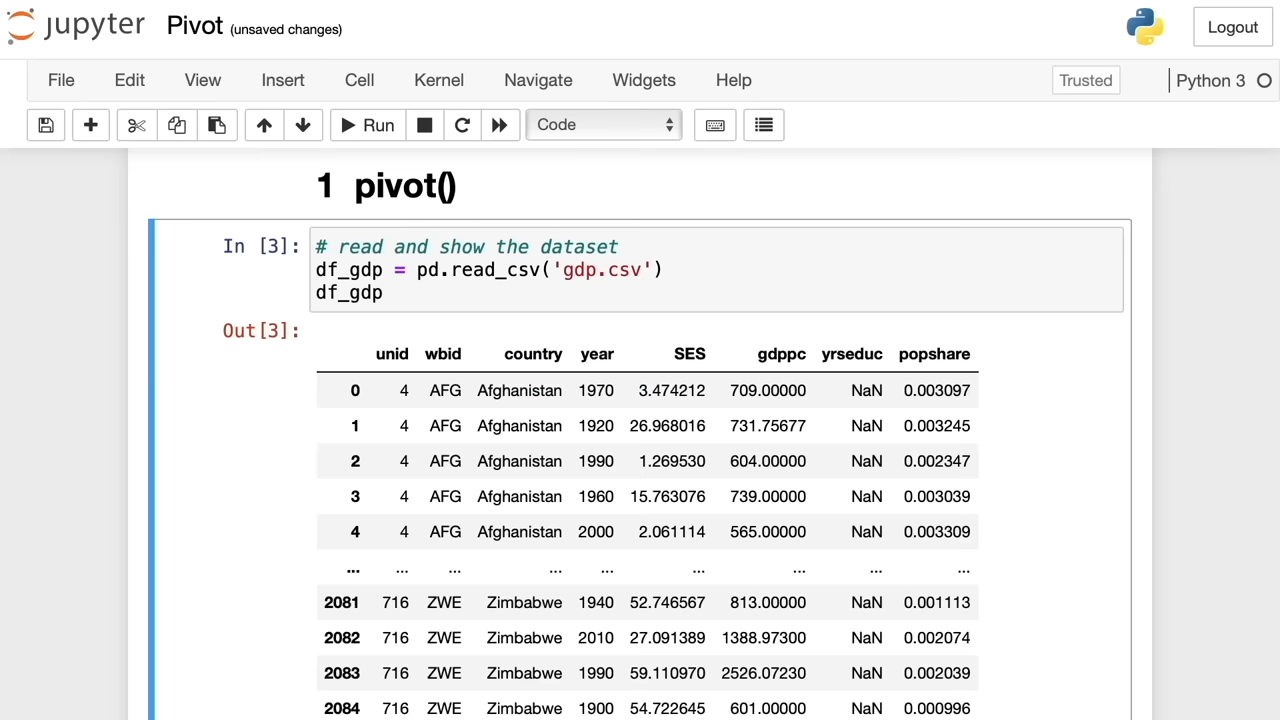 jupyter Pivot (unsaved changes) Logout
File Edit View Insert Cell Kernel Navigate Widgets Help Trusted Python 3
Run Code
1 pivot()
In [3]: # read and show the dataset
df_gdp = pd.read_csv('gdp.csv')
df_gdp
Out[3]:
unid wbid country year SES gdppc yrseduc popshare
0 4 AFG Afghanistan 1970 3.474212 709.00000 NaN 0.003097
1 4 AFG Afghanistan 1920 26.968016 731.75677 NaN 0.003245
2 4 AFG Afghanistan 1990 1.269530 604.00000 NaN 0.002347
3 4 AFG Afghanistan 1960 15.763076 739.00000 NaN 0.003039
4 4 AFG Afghanistan 2000 2.061114 565.00000 NaN 0.003309
... ... ... ... ... ... ... ... ...
2081 716 ZWE Zimbabwe 1940 52.746567 813.00000 NaN 0.001113
2082 716 ZWE Zimbabwe 2010 27.091389 1388.97300 NaN 0.002074
2083 716 ZWE Zimbabwe 1990 59.110970 2526.07230 NaN 0.002039
2084 716 ZWE Zimbabwe 1900 54.722645 601.00000 NaN 0.000996